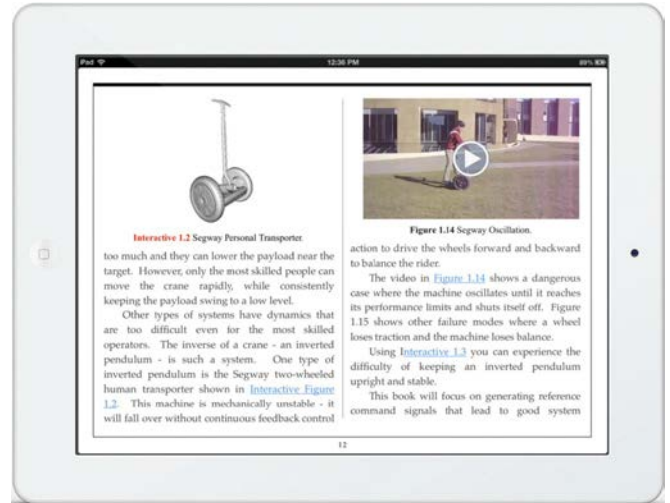 iPad
12:36 PM
89%
Interactive 1.2 Segway Personal Transporter.
too much and they can lower the payload near the
target. However, only the most skilled people can
move the crane rapidly, while consistently
keeping the payload swing to a low level.
Other types of systems have dynamics that
are too difficult even for the most skilled
operators. The inverse of a crane - an inverted
pendulum - is such a system. One type of
inverted pendulum is the Segway two-wheeled
human transporter shown in Interactive Figure
1.2. This machine is mechanically unstable - it
will fall over without continuous feedback control
Figure 1.14 Segway Oscillation.
action to drive the wheels forward and backward
to balance the rider.
The video in Figure 1.14 shows a dangerous
case where the machine oscillates until it reaches
its performance limits and shuts itself off. Figure
1.15 shows other failure modes where a wheel
loses traction and the machine loses balance.
Using Interactive 1.3 you can experience the
difficulty of keeping an inverted pendulum
upright and stable.
This book will focus on generating reference
command signals that lead to good system
12